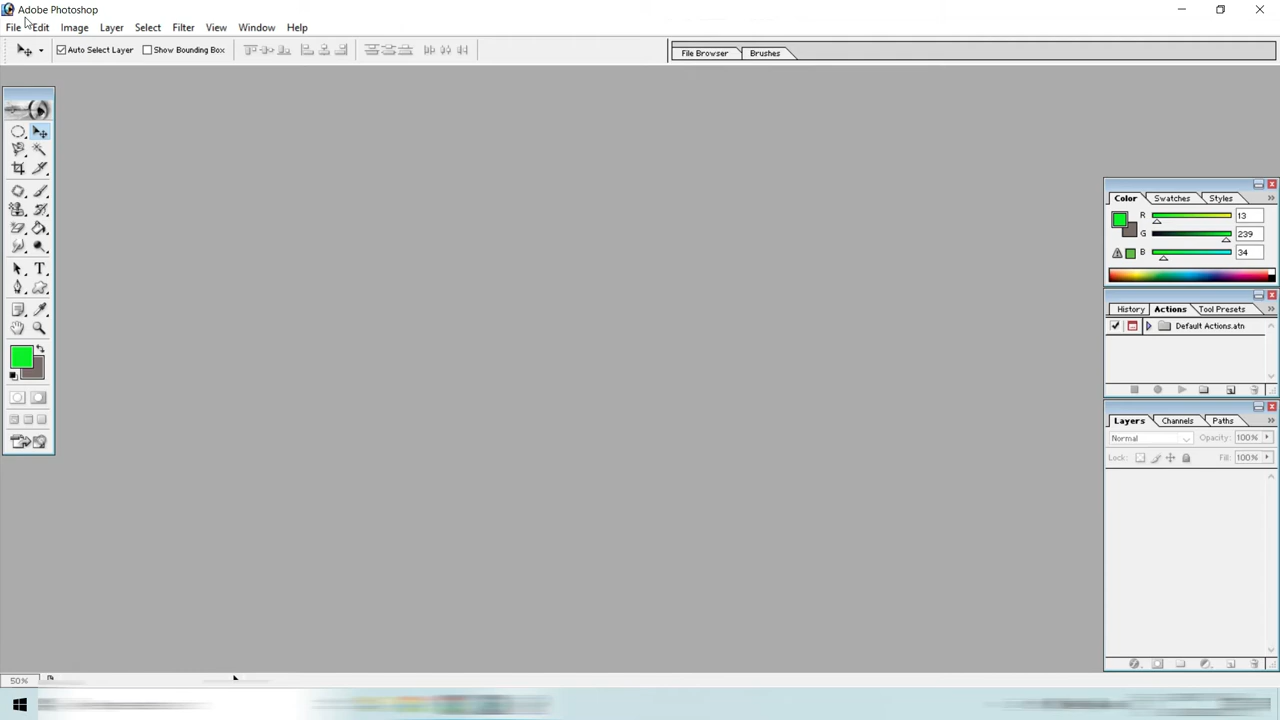 Adobe Photoshop
File Edit Image Layer Select Filter View Window Help
Auto Select Layer Show Bounding Box File Browser Brushes
Color Swatches Styles
R 13
G 239
B 34
History Actions Tool Presets
Default Actions.atn
Layers Channels Paths
Normal Opacity: 100%
Lock: Fill: 100%
T
50%